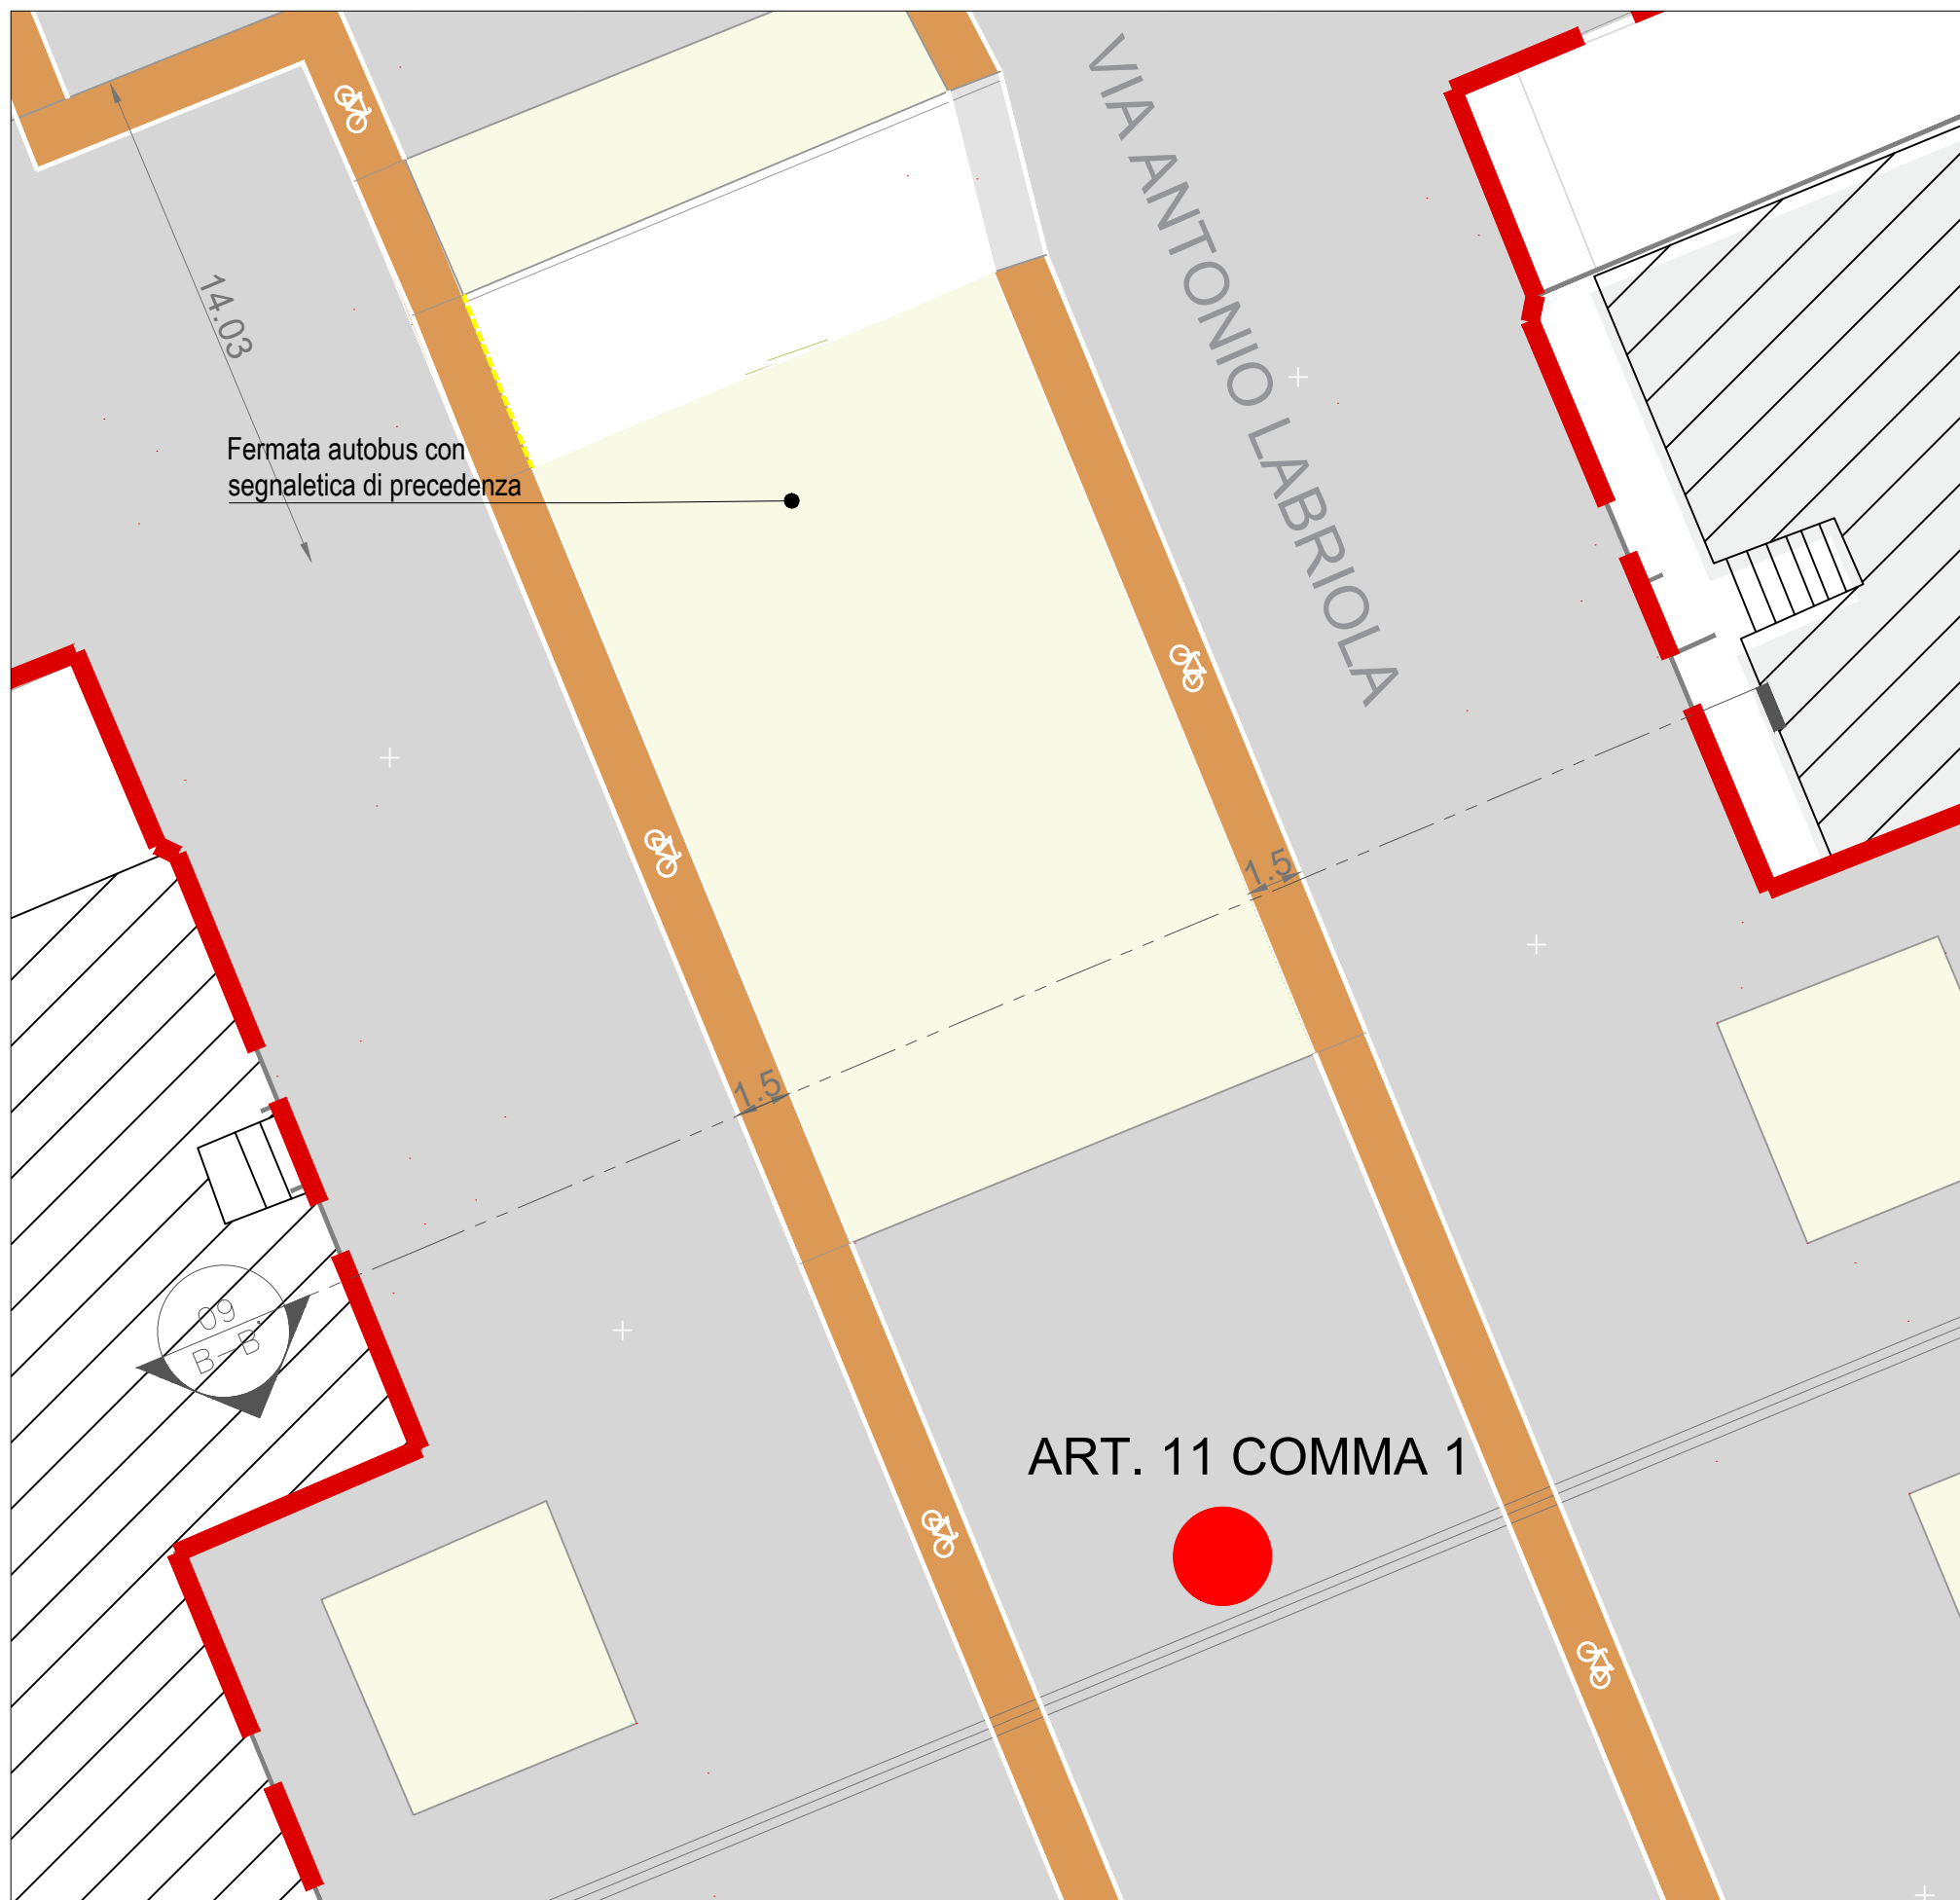 VIA ANTONIO LABRIOLA
14.03
Fermata autobus con
segnaletica di precedenza
1.5
1.5
09
B-B'
ART. 11 COMMA 1